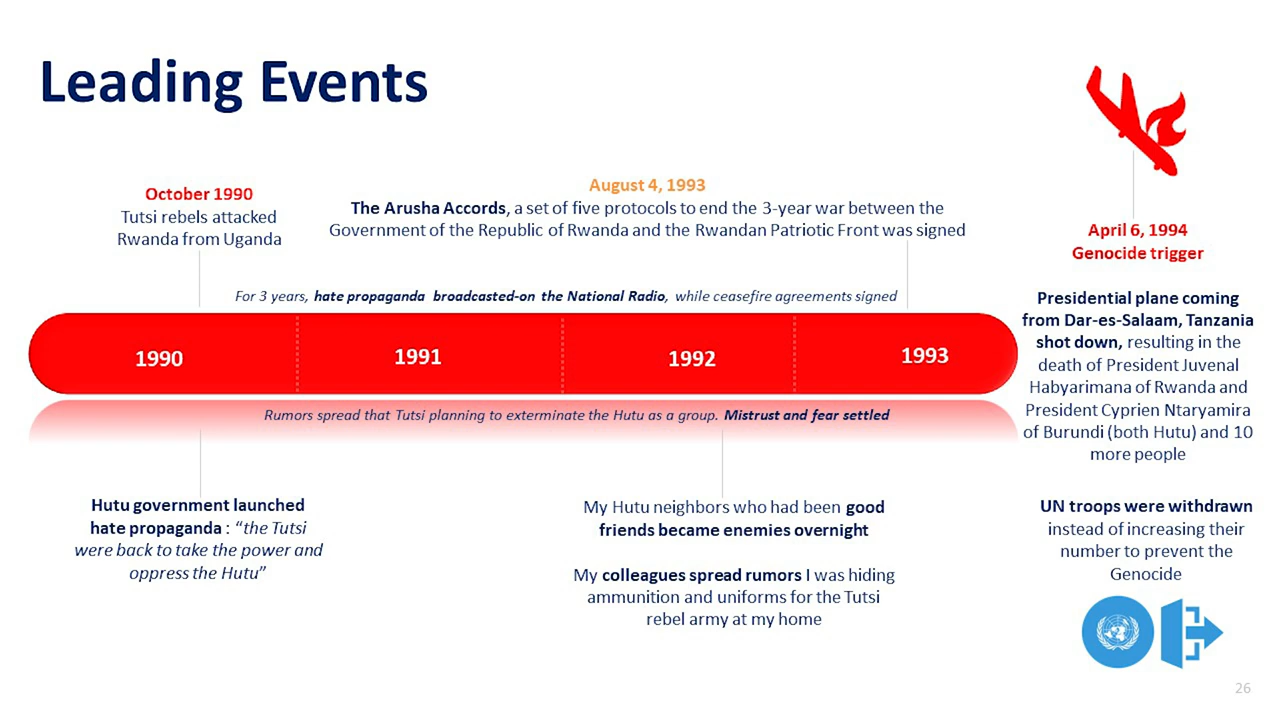 Leading Events
October 1990
Tutsi rebels attacked
Rwanda from Uganda
August 4, 1993
The Arusha Accords, a set of five protocols to end the 3-year war between the
Government of the Republic of Rwanda and the Rwandan Patriotic Front was signed
April 6, 1994
Genocide trigger
For 3 years, hate propaganda broadcasted-on the National Radio, while ceasefire agreements signed
1990
1991
1992
1993
Rumors spread that Tutsi planning to exterminate the Hutu as a group. Mistrust and fear settled
Presidential plane coming
from Dar-es-Salaam, Tanzania
shot down, resulting in the
death of President Juvenal
Habyarimana of Rwanda and
President Cyprien Ntaryamira
of Burundi (both Hutu) and 10
more people
Hutu government launched
hate propaganda : “the Tutsi
were back to take the power and
oppress the Hutu”
My Hutu neighbors who had been good
friends became enemies overnight
My colleagues spread rumors I was hiding
ammunition and uniforms for the Tutsi
rebel army at my home
UN troops were withdrawn
instead of increasing their
number to prevent the
Genocide
26